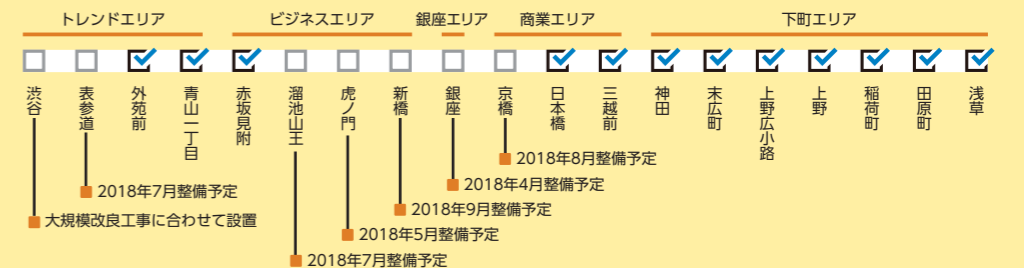 トレンドエリア
ビジネスエリア
銀座エリア
商業エリア
下町エリア
渋谷
表参道
外苑前
青山一丁目
赤坂見附
溜池山王
虎ノ門
新橋
銀座
京橋
日本橋
三越前
神田
末広町
上野広小路
上野
稲荷町
田原町
浅草
2018年8月整備予定
2018年4月整備予定
2018年7月整備予定
2018年9月整備予定
大規模改良工事に合わせて設置
2018年5月整備予定
2018年7月整備予定